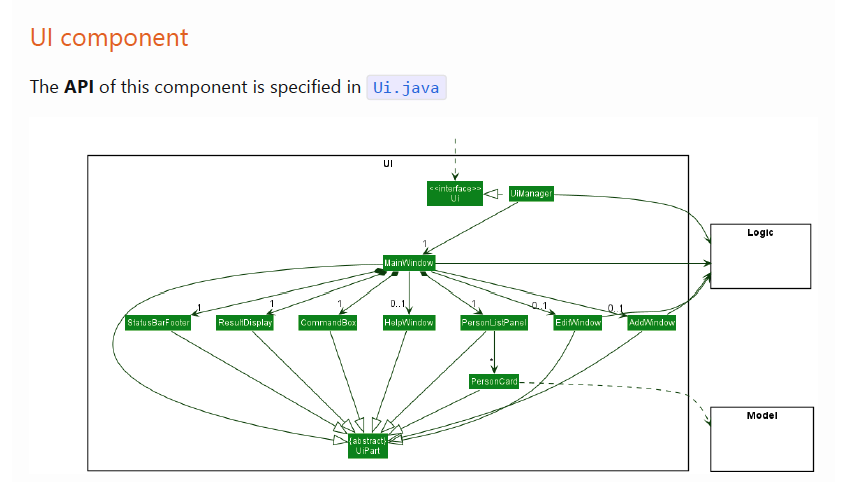 UI component
The API of this component is specified in Ui.java
UI
<<interface>>
UI
UiManager
Logic
1
MainWindow
1
1
1
0..1
1
0..1
0..1
StatusBarFooter
ResultDisplay
CommandBox
HelpWindow
PersonListPanel
EditWindow
AddWindow
*
PersonCard
Model
{abstract}
UiPart